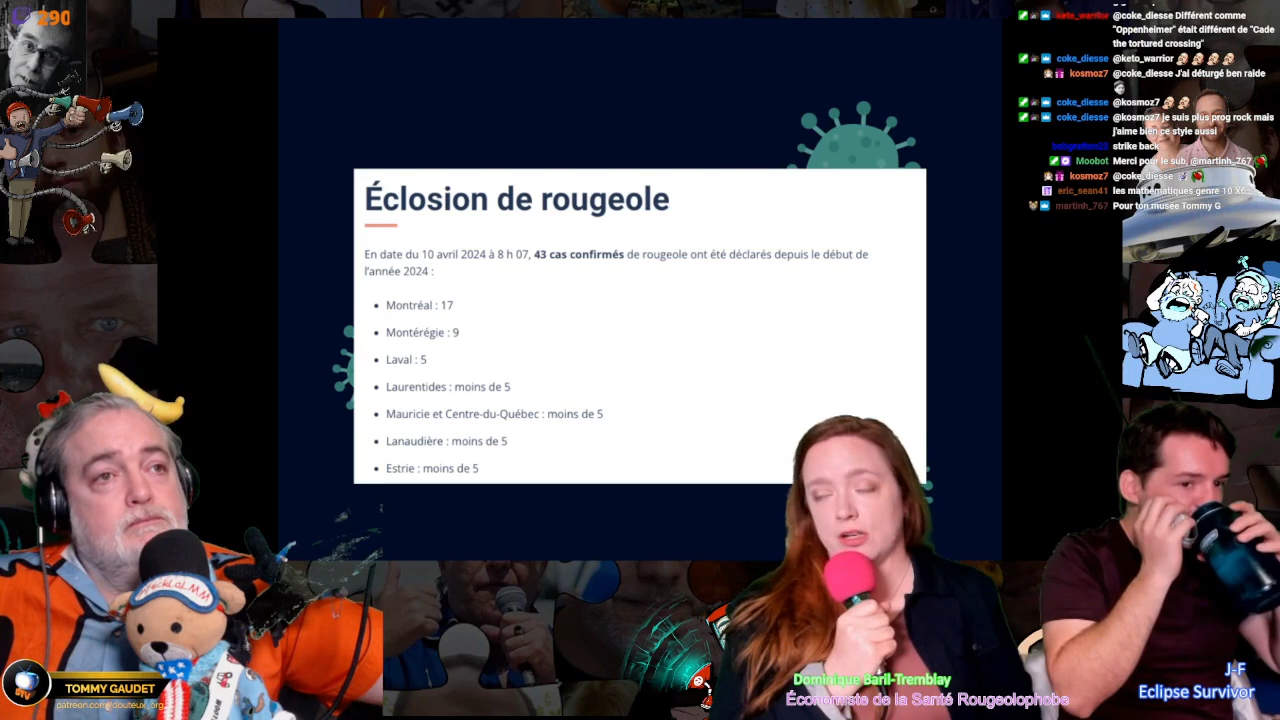 290
keto_warrior @coke_diesse Différent comme
"Oppenheimer" était différent de "Cade
the tortured crossing"
coke_diesse @keto_warrior
kosmoz7 @coke_diesse J'ai déturgé ben raide
coke_diesse @kosmoz7
coke_diesse @kosmoz7 je suis plus prog rock mais
j'aime bien ce style aussi
strike back
Moobot Merci pour le sub, @martinh_767
kosmoz7 @coke_diesse
eric_sean41 les mathématiques genre 10 X
martinh_767 Pour ton musée Tommy G
Éclosion de rougeole
En date du 10 avril 2024 à 8 h 07, 43 cas confirmés de rougeole ont été déclarés depuis le début de
l'année 2024 :
• Montréal : 17
• Montérégie : 9
• Laval : 5
• Laurentides : moins de 5
• Mauricie et Centre-du-Québec : moins de 5
• Lanaudière : moins de 5
• Estrie : moins de 5
TOMMY GAUDET
patreon.com/douteux_org
Dominique Baril-Tremblay
Économiste de la Santé Rougeolophobe
J-F
Eclipse Survivor